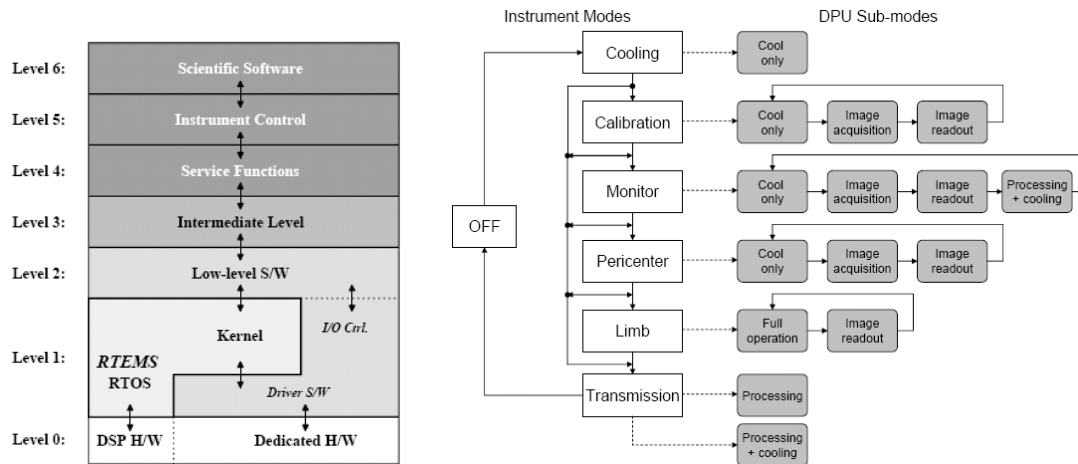 Level 6:
Scientific Software
Level 5:
Instrument Control
Level 4:
Service Functions
Level 3:
Intermediate Level
Level 2:
Low-level S/W
I/O Ctrl.
Kernel
Level 1:
RTEMS
RTOS
Driver S/W
Level 0:
DSP H/W
Dedicated H/W
Instrument Modes
DPU Sub-modes
OFF
Cooling
Cool
only
Calibration
Cool
only
Image
acquisition
Image
readout
Monitor
Cool
only
Image
acquisition
Image
readout
Processing
+ cooling
Pericenter
Cool
only
Image
acquisition
Image
readout
Limb
Full
operation
Image
readout
Transmission
Processing
Processing
+ cooling